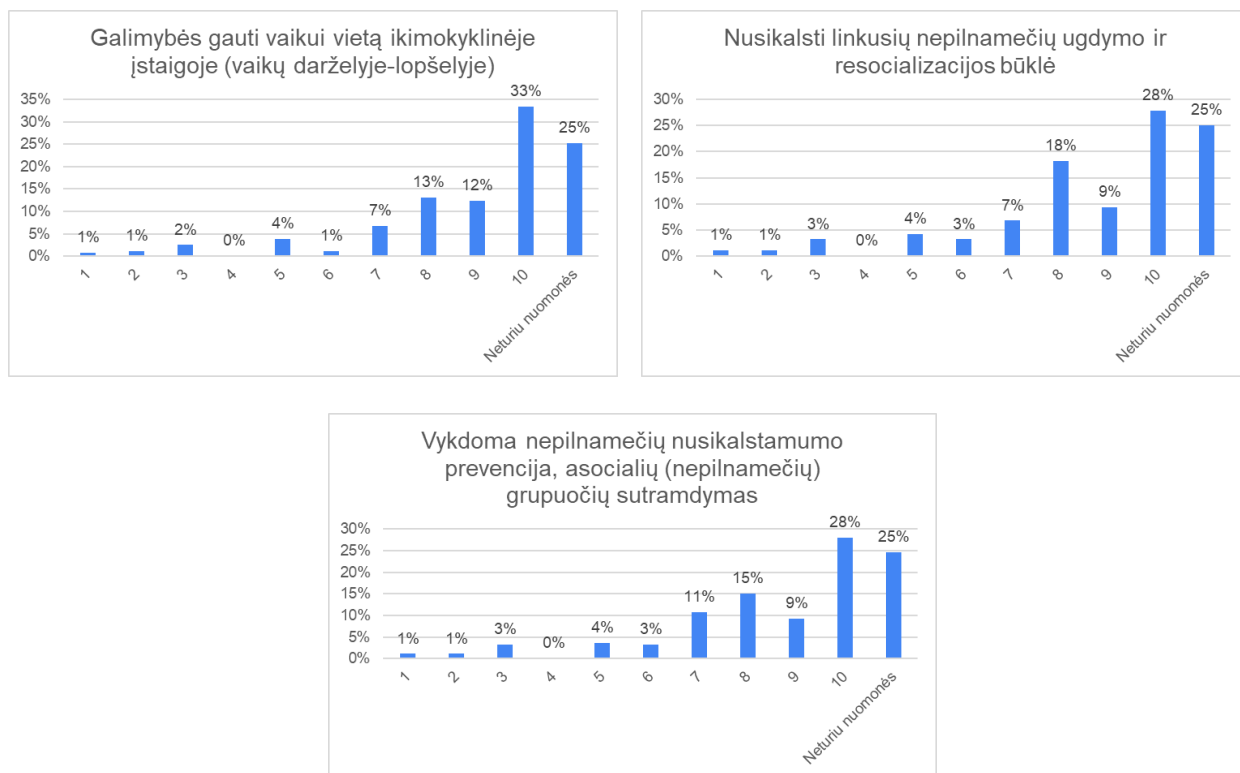 Galimybės gauti vaikui vietą ikimokyklinėje
įstaigoje (vaikų darželyje-lopšelyje)
35%
30%
25%
20%
15%
10%
5%
0%
1% 1% 2% 0% 4% 1% 7% 13% 12% 33% 25%
1 2 3 4 5 6 7 8 9 10 Neturiu nuomonės
Nusikalsti linkusių nepilnamečių ugdymo ir
resocializacijos būklė
30%
25%
20%
15%
10%
5%
0%
1% 1% 3% 0% 4% 3% 7% 18% 9% 28% 25%
1 2 3 4 5 6 7 8 9 10 Neturiu nuomonės
Vykdoma nepilnamečių nusikalstamumo
prevencija, asocialių (nepilnamečių)
grupuočių sutramdymas
30%
25%
20%
15%
10%
5%
0%
1% 1% 3% 0% 4% 3% 11% 15% 9% 28% 25%
1 2 3 4 5 6 7 8 9 10 Neturiu nuomonės